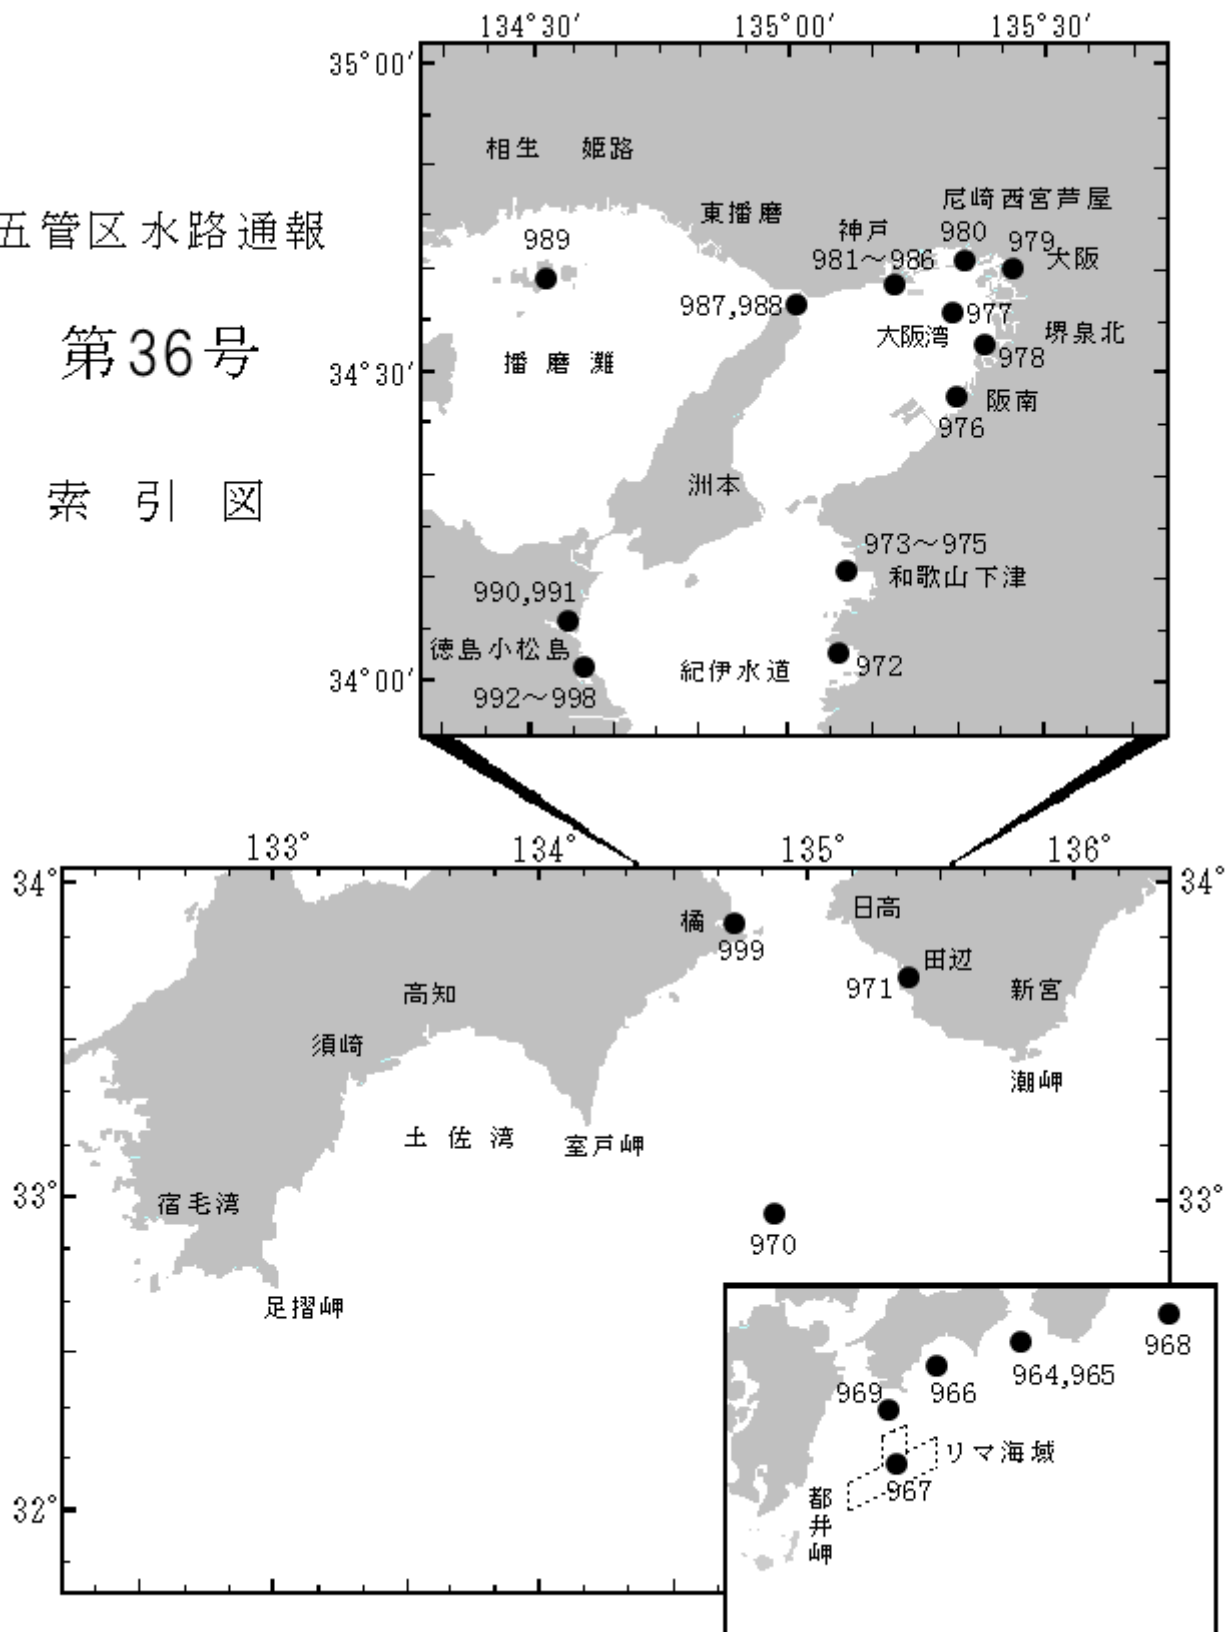 134°30′ 135°00′ 135°30′
35°00′
相生 姫路
尼崎西宮芦屋
東播磨
神戸
五管区水路通報
989
980
979
981～986
大阪
987,988
977
第36号
大阪湾
堺泉北
播磨灘
978
34°30′
阪南
976
索引図
洲本
973～975
和歌山下津
990,991
徳島小松島
紀伊水道
972
34°00′
992～998
133° 134° 135° 136°
34°
34°
日高
橘
999
田辺
971
新宮
高知
須崎
潮岬
土佐湾
室戸岬
33°
33°
宿毛湾
970
足摺岬
968
964,965
969
966
リマ海域
967
都井岬
32°